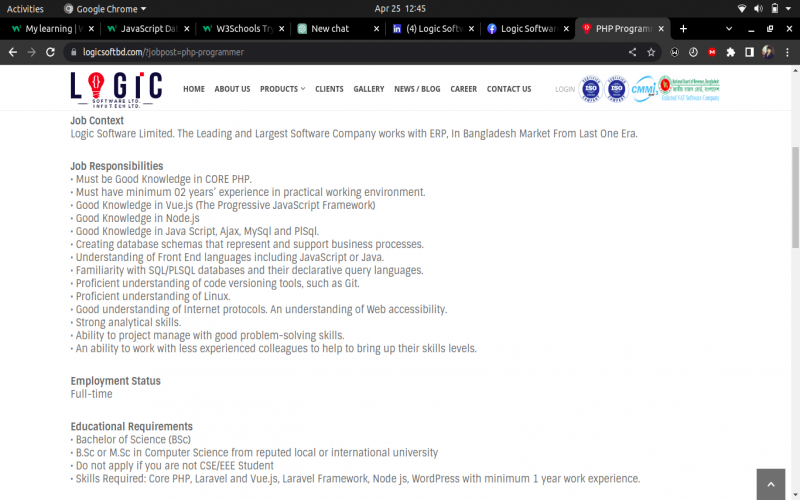 Activities Google Chrome Apr 25 12:45
My learning | W JavaScript Dat W3Schools Try New chat (4) Logic Softw Logic Software PHP Programm
logicsoftbd.com/?jobpost=php-programmer
LOGIC
SOFTWARE LTD.
INFOTECH LTD.
HOME ABOUT US PRODUCTS CLIENTS GALLERY NEWS / BLOG CAREER CONTACT US LOGIN ISO ISO CMMI
Job Context
Logic Software Limited. The Leading and Largest Software Company works with ERP, In Bangladesh Market From Last One Era.
Job Responsibilities
• Must be Good Knowledge in CORE PHP.
• Must have minimum 02 years’ experience in practical working environment.
• Good Knowledge in Vue.js (The Progressive JavaScript Framework)
• Good Knowledge in Node.js
• Good Knowledge in Java Script, Ajax, MySql and PlSql.
• Creating database schemas that represent and support business processes.
• Understanding of Front End languages including JavaScript or Java.
• Familiarity with SQL/PLSQL databases and their declarative query languages.
• Proficient understanding of code versioning tools, such as Git.
• Proficient understanding of Linux.
• Good understanding of Internet protocols. An understanding of Web accessibility.
• Strong analytical skills.
• Ability to project manage with good problem-solving skills.
• An ability to work with less experienced colleagues to help to bring up their skills levels.
Employment Status
Full-time
Educational Requirements
• Bachelor of Science (BSc)
• B.Sc or M.Sc in Computer Science from reputed local or international university
• Do not apply if you are not CSE/EEE Student
• Skills Required: Core PHP, Laravel and Vue.js, Laravel Framework, Node js, WordPress with minimum 1 year work experience.